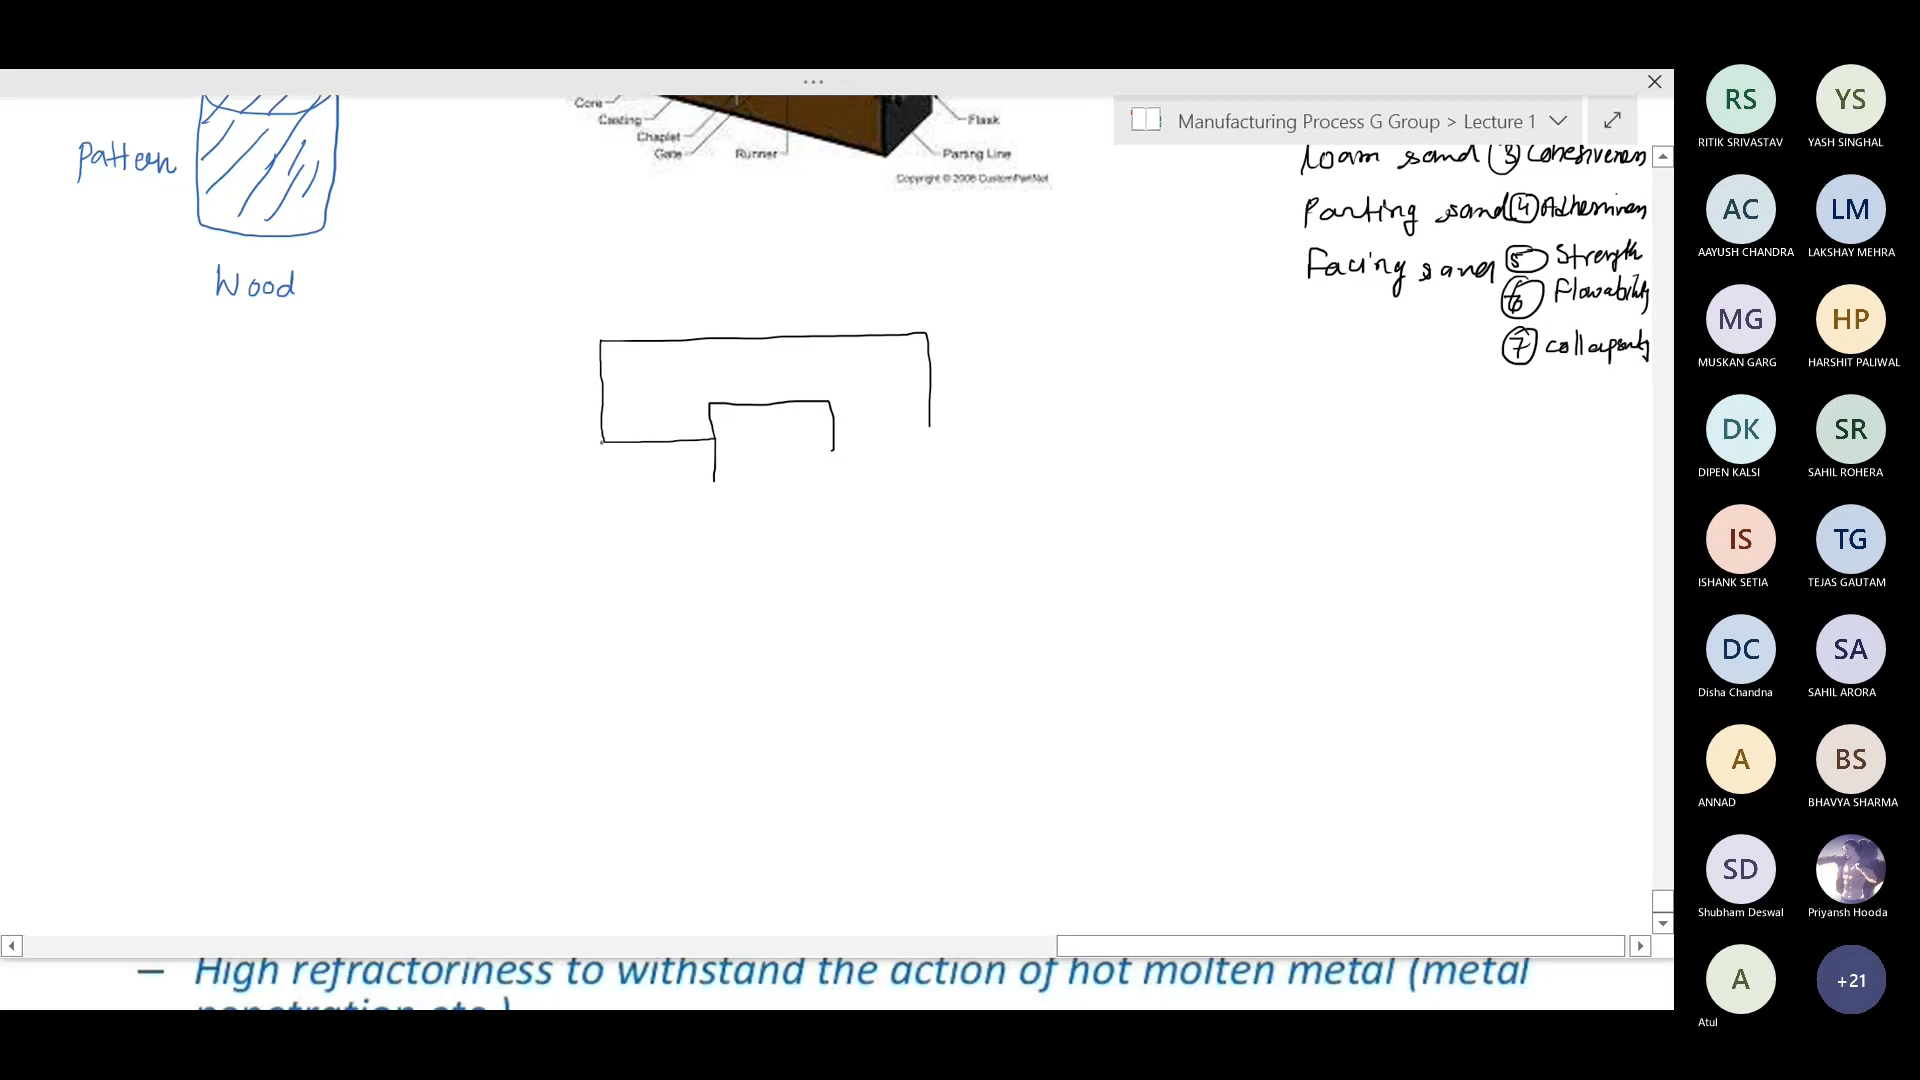 Pattern
Wood
Core
Casting
Chaplet
Gate
Runner
Flask
Parting Line
Copyright © 2008 CustomPartNet
Manufacturing Process G Group > Lecture 1
loam sand (3) Cohesiveness
Parting sand (4) Adhesiveness
Facing sand (5) Strength
(6) Flowability
(7)
– High refractoriness to withstand the action of hot molten metal (metal
penetration etc.)
RS
RITIK SRIVASTAV
YS
YASH SINGHAL
AC
AAYUSH CHANDRA
LM
LAKSHAY MEHRA
MG
MUSKAN GARG
HP
HARSHIT PALIWAL
DK
DIPEN KALSI
SR
SAHIL ROHERA
IS
ISHANK SETIA
TG
TEJAS GAUTAM
DC
Disha Chandna
SA
SAHIL ARORA
A
ANNAD
BS
BHAVYA SHARMA
SD
Shubham Deswal
Priyansh Hooda
A
Atul
+21